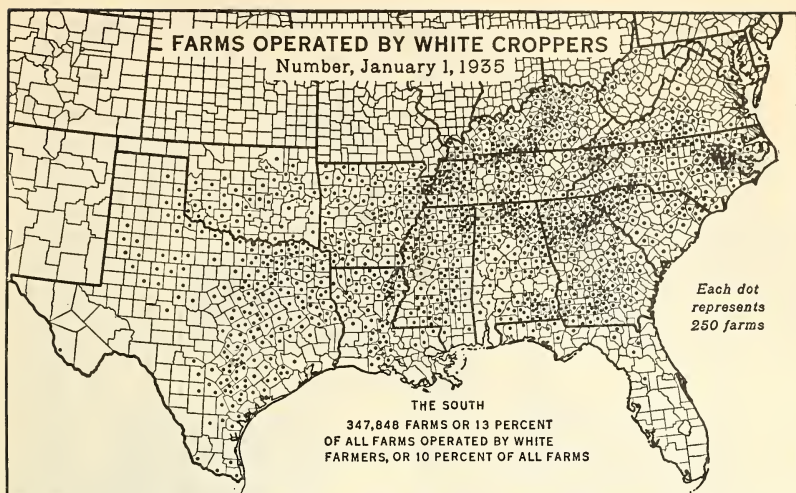 FARMS OPERATED BY WHITE CROPPERS
Number, January 1, 1935
Each dot
represents
250 farms
THE SOUTH
347,848 FARMS OR 13 PERCENT
OF ALL FARMS OPERATED BY WHITE
FARMERS, OR 10 PERCENT OF ALL FARMS